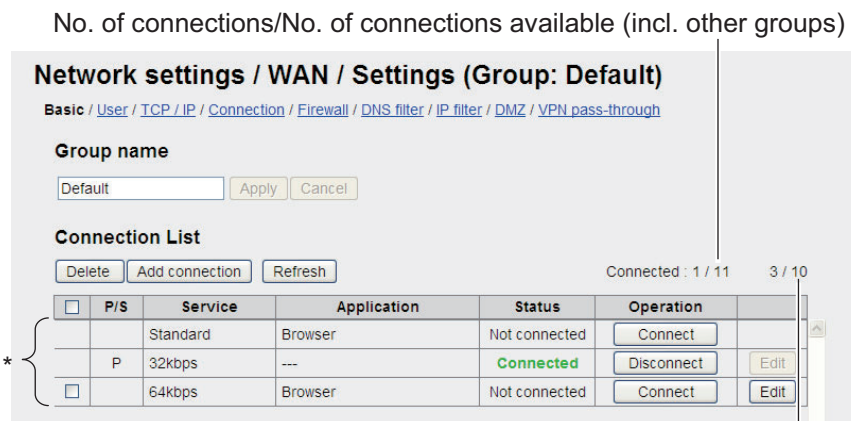 No. of connections/No. of connections available (incl. other groups)
Network settings / WAN / Settings (Group: Default)
Basic / User / TCP / IP / Connection / Firewall / DNS filter / IP filter / DMZ / VPN pass-through
Group name
Default Apply Cancel
Connection List
Delete Add connection Refresh Connected : 1 / 11 3 / 10
P/S Service Application Status Operation
Standard Browser Not connected Connect
* P 32kbps --- Connected Disconnect Edit
64kbps Browser Not connected Connect Edit